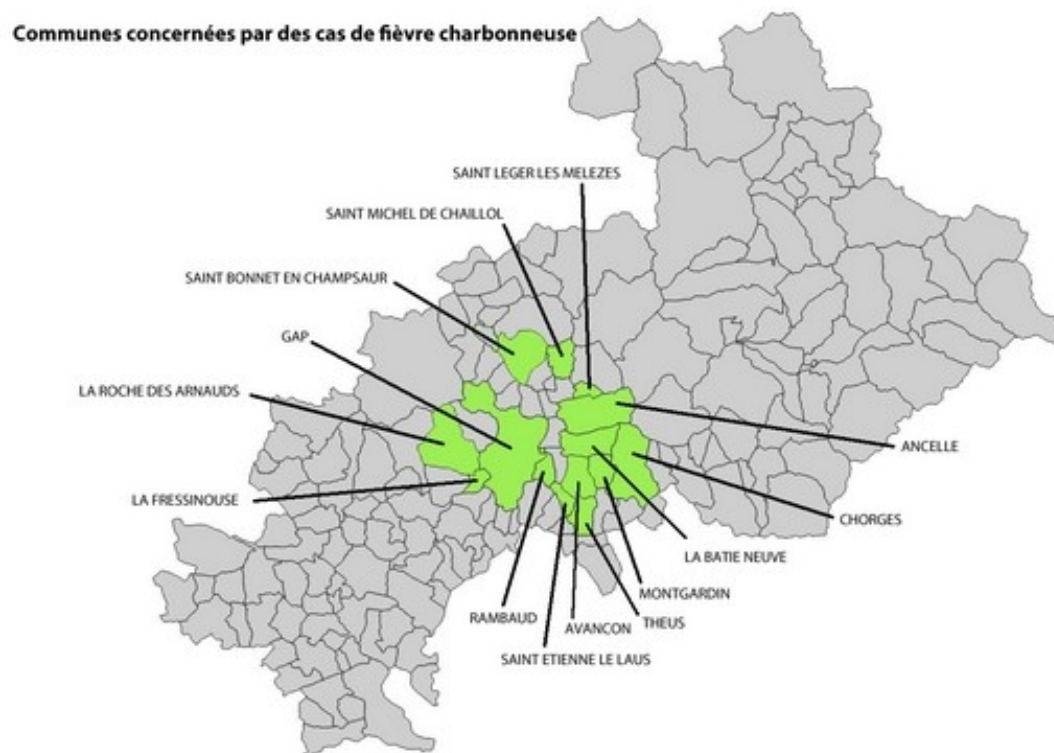 Communes concernées par des cas de fièvre charbonneuse
SAINT LEGER LES MELEZES
SAINT MICHEL DE CHAILLOL
SAINT BONNET EN CHAMPSAUR
GAP
LA ROCHE DES ARNAUDS
ANCELLE
LA FRESSINOUSE
CHORGES
LA BATIE NEUVE
MONTGARDIN
RAMBAUD
THEUS
AVANCON
SAINT ETIENNE LE LAUS